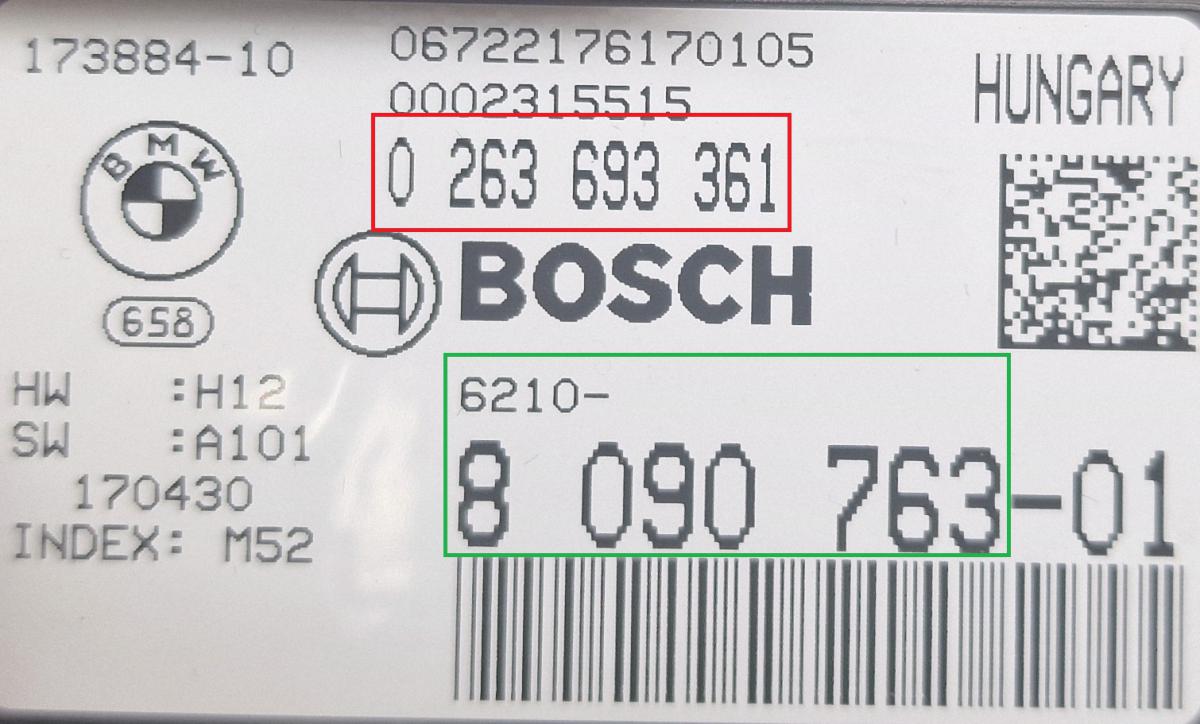 173884-10
06722176170105
0002315515
HUNGARY
0 263 693 361
BMW
BOSCH
658
HW :H12
SW :A101
170430
INDEX: M52
6210-
8 090 763-01